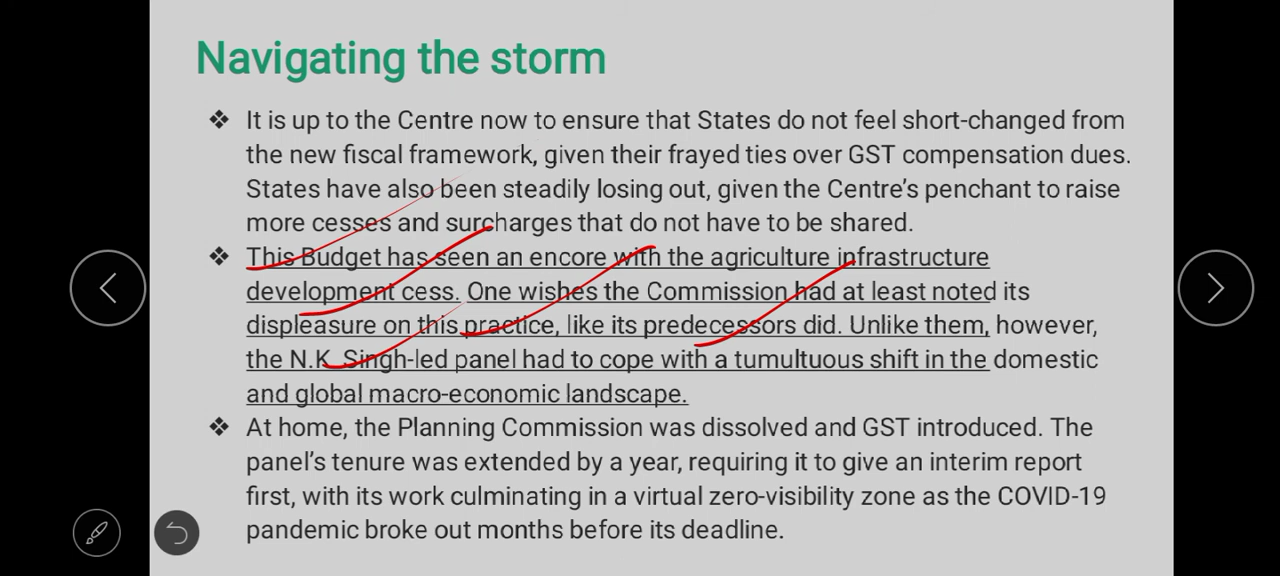 Navigating the storm
❖ It is up to the Centre now to ensure that States do not feel short-changed from
the new fiscal framework, given their frayed ties over GST compensation dues.
States have also been steadily losing out, given the Centre’s penchant to raise
more cesses and surcharges that do not have to be shared.
❖ This Budget has seen an encore with the agriculture infrastructure
development cess. One wishes the Commission had at least noted its
displeasure on this practice, like its predecessors did. Unlike them, however,
the N.K. Singh-led panel had to cope with a tumultuous shift in the domestic
and global macro-economic landscape.
❖ At home, the Planning Commission was dissolved and GST introduced. The
panel’s tenure was extended by a year, requiring it to give an interim report
first, with its work culminating in a virtual zero-visibility zone as the COVID-19
pandemic broke out months before its deadline.